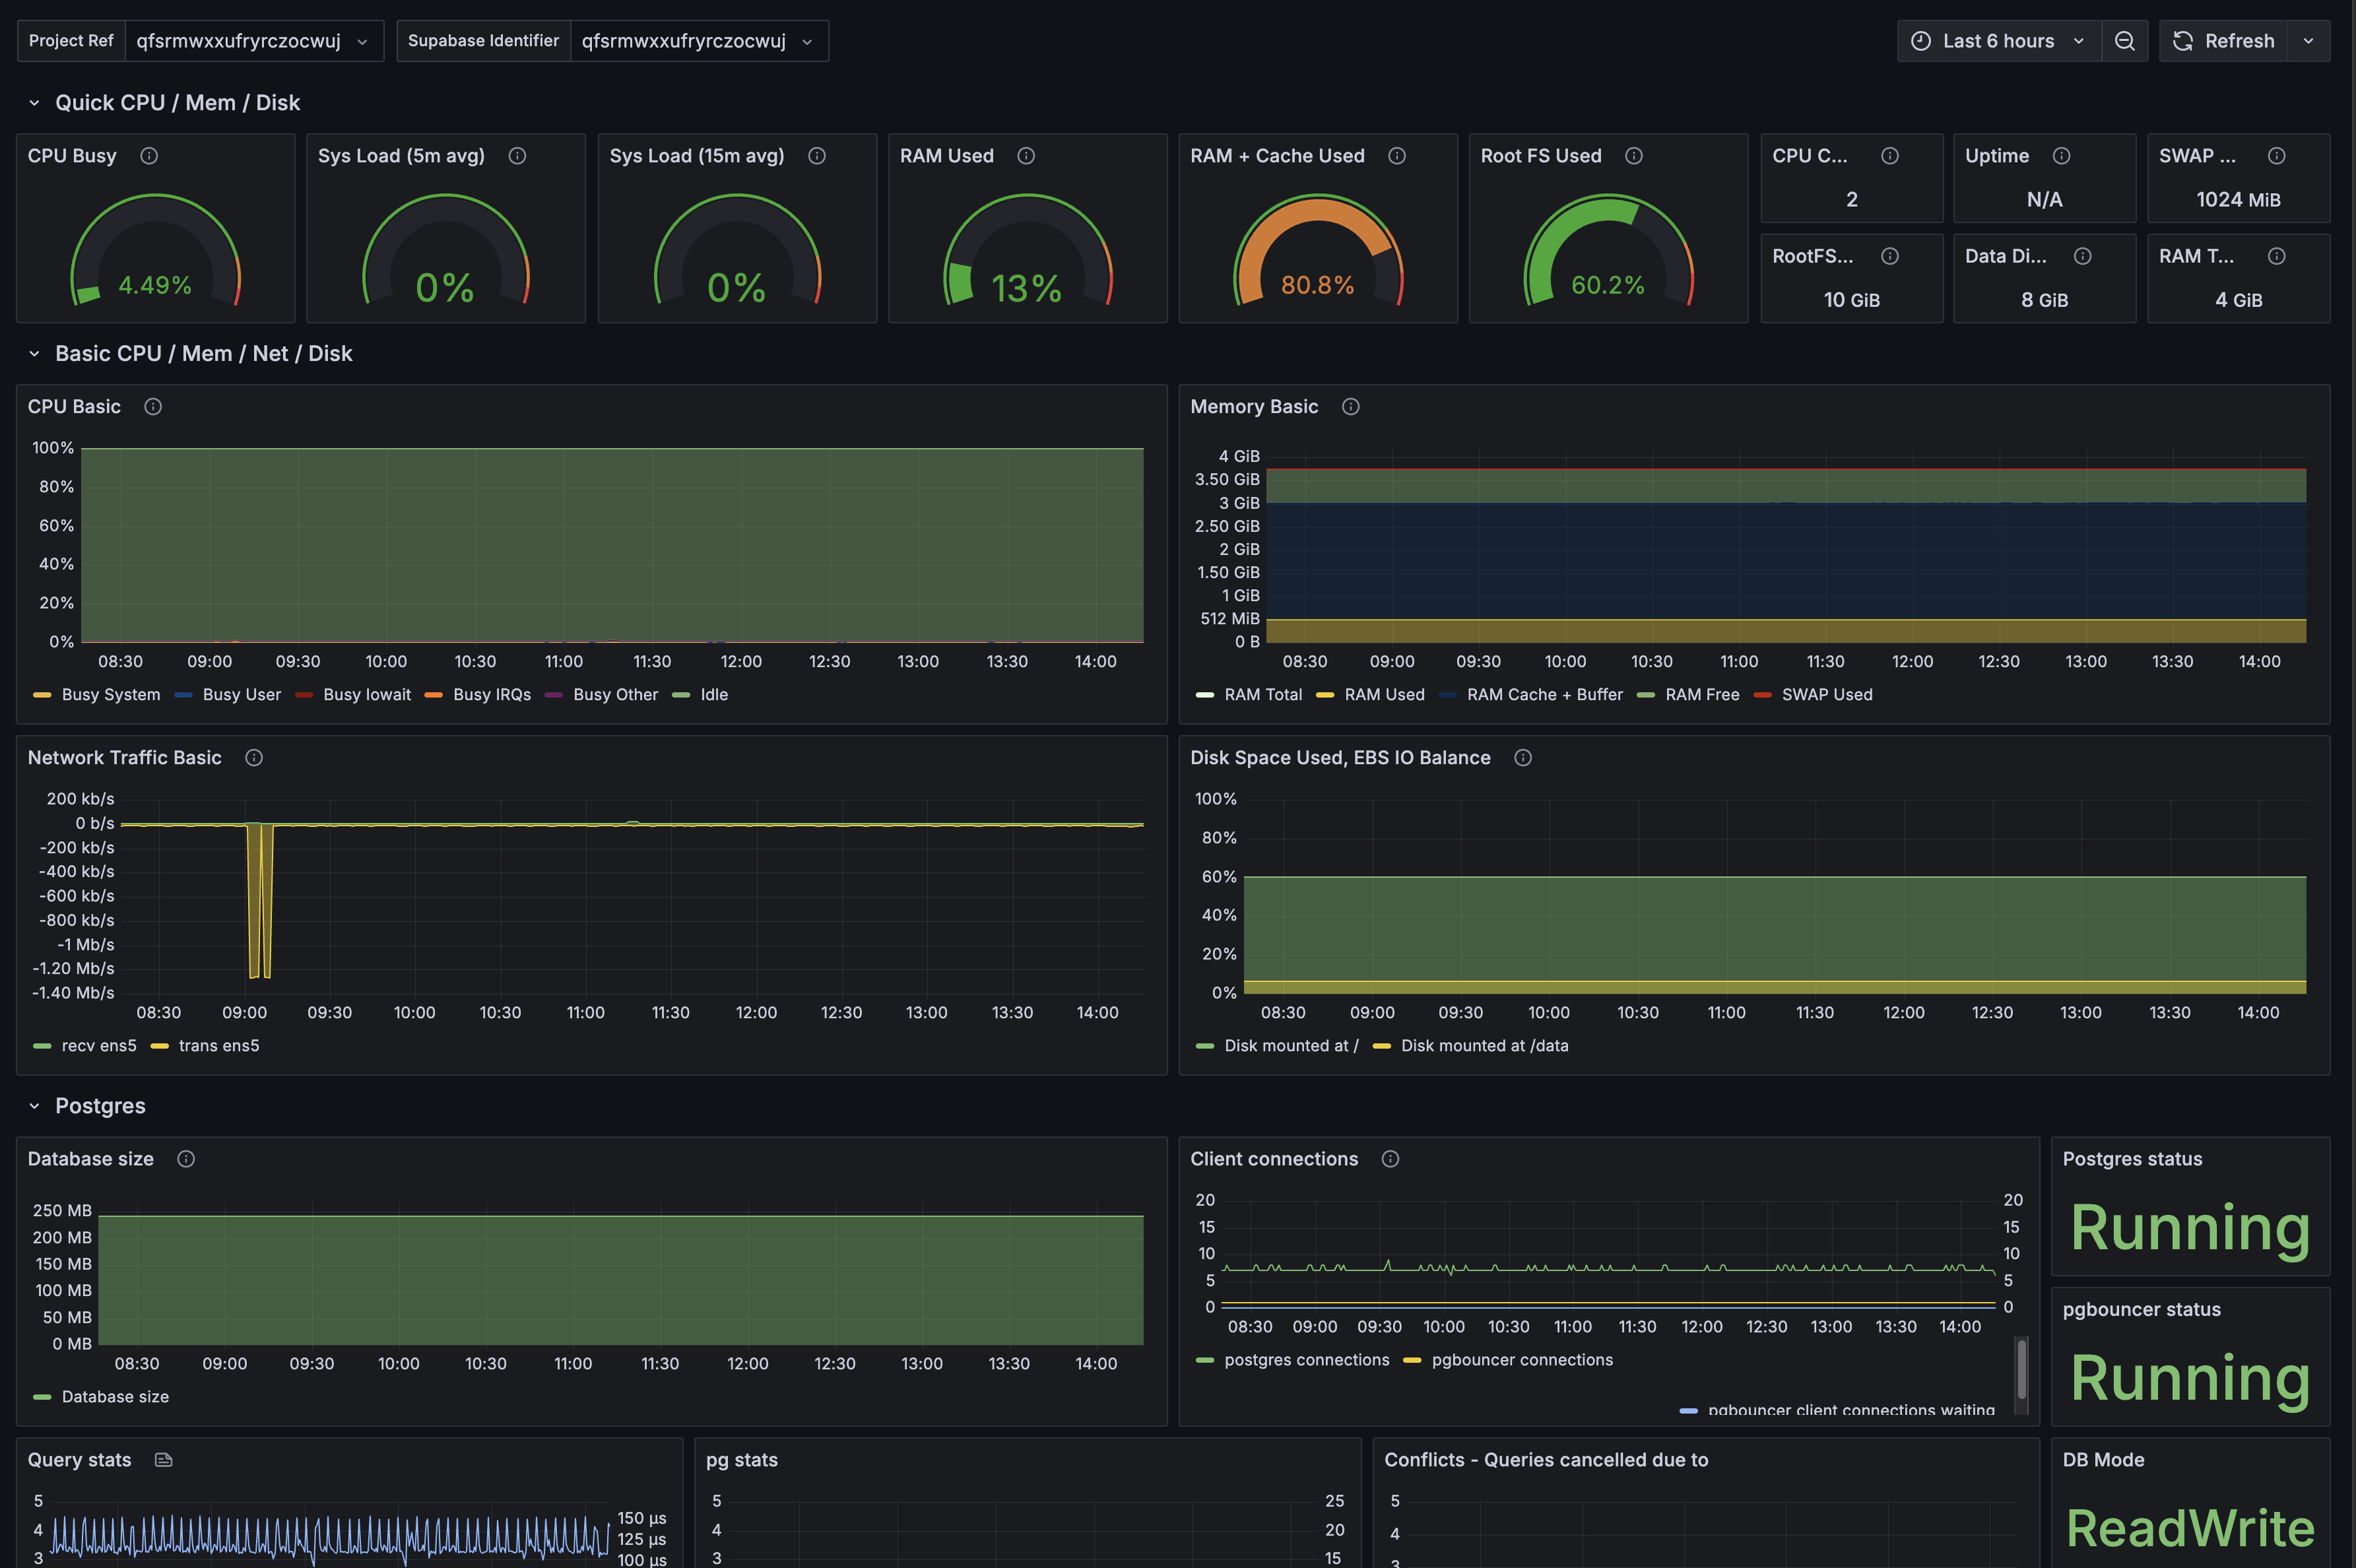 Project Ref qfsrmwxxufryrczocwuj Supabase Identifier qfsrmwxxufryrczocwuj Last 6 hours Refresh
Quick CPU / Mem / Disk
CPU Busy
4.49%
Sys Load (5m avg)
0%
Sys Load (15m avg)
0%
RAM Used
13%
RAM + Cache Used
80.8%
Root FS Used
60.2%
CPU C...
2
Uptime
N/A
SWAP ...
1024 MiB
RootFS...
10 GiB
Data Di...
8 GiB
RAM T...
4 GiB
Basic CPU / Mem / Net / Disk
CPU Basic
100%
80%
60%
40%
20%
0%
08:30 09:00 09:30 10:00 10:30 11:00 11:30 12:00 12:30 13:00 13:30 14:00
Busy System Busy User Busy Iowait Busy IRQs Busy Other Idle
Memory Basic
4 GiB
3.50 GiB
3 GiB
2.50 GiB
2 GiB
1.50 GiB
1 GiB
512 MiB
0 B
08:30 09:00 09:30 10:00 10:30 11:00 11:30 12:00 12:30 13:00 13:30 14:00
RAM Total RAM Used RAM Cache + Buffer RAM Free SWAP Used
Network Traffic Basic
200 kb/s
0 b/s
-200 kb/s
-400 kb/s
-600 kb/s
-800 kb/s
-1 Mb/s
-1.20 Mb/s
-1.40 Mb/s
08:30 09:00 09:30 10:00 10:30 11:00 11:30 12:00 12:30 13:00 13:30 14:00
recv ens5 trans ens5
Disk Space Used, EBS IO Balance
100%
80%
60%
40%
20%
0%
08:30 09:00 09:30 10:00 10:30 11:00 11:30 12:00 12:30 13:00 13:30 14:00
Disk mounted at / Disk mounted at /data
Postgres
Database size
250 MB
200 MB
150 MB
100 MB
50 MB
0 MB
08:30 09:00 09:30 10:00 10:30 11:00 11:30 12:00 12:30 13:00 13:30 14:00
Database size
Client connections
20 20
15 15
10 10
5 5
0 0
08:30 09:00 09:30 10:00 10:30 11:00 11:30 12:00 12:30 13:00 13:30 14:00
postgres connections pgbouncer connections
pgbouncer client connections waiting
Postgres status
Running
pgbouncer status
Running
Query stats
5
4
3
150 µs
125 µs
100 µs
pg stats
5 25
4 20
3 15
Conflicts - Queries cancelled due to
5
4
3
DB Mode
ReadWrite